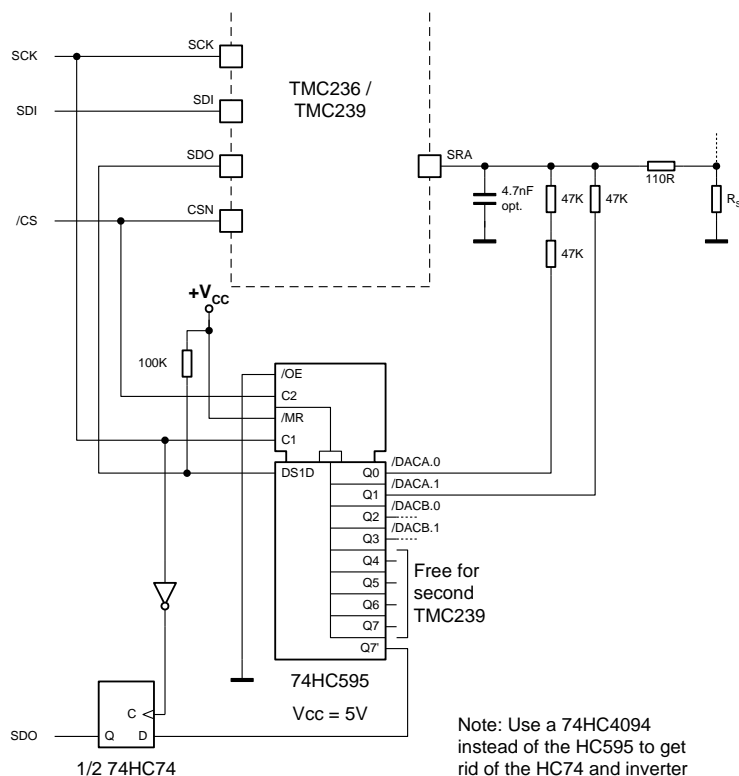 SCK
SCK
TMC236 /
TMC239
SDI
SDI
SDO
SRA
4.7nF
opt.
47K
47K
110R
R_S
/CS
CSN
47K
+V_CC
100K
/OE
C2
/MR
C1
/DACA.0
DS1D
Q0
/DACA.1
Q1
/DACB.0
Q2
/DACB.1
Q3
Q4
Free for
second
TMC239
Q5
Q6
Q7
Q7'
74HC595
Vcc = 5V
C
SDO
Q
D
1/2 74HC74
Note: Use a 74HC4094
instead of the HC595 to get
rid of the HC74 and inverter